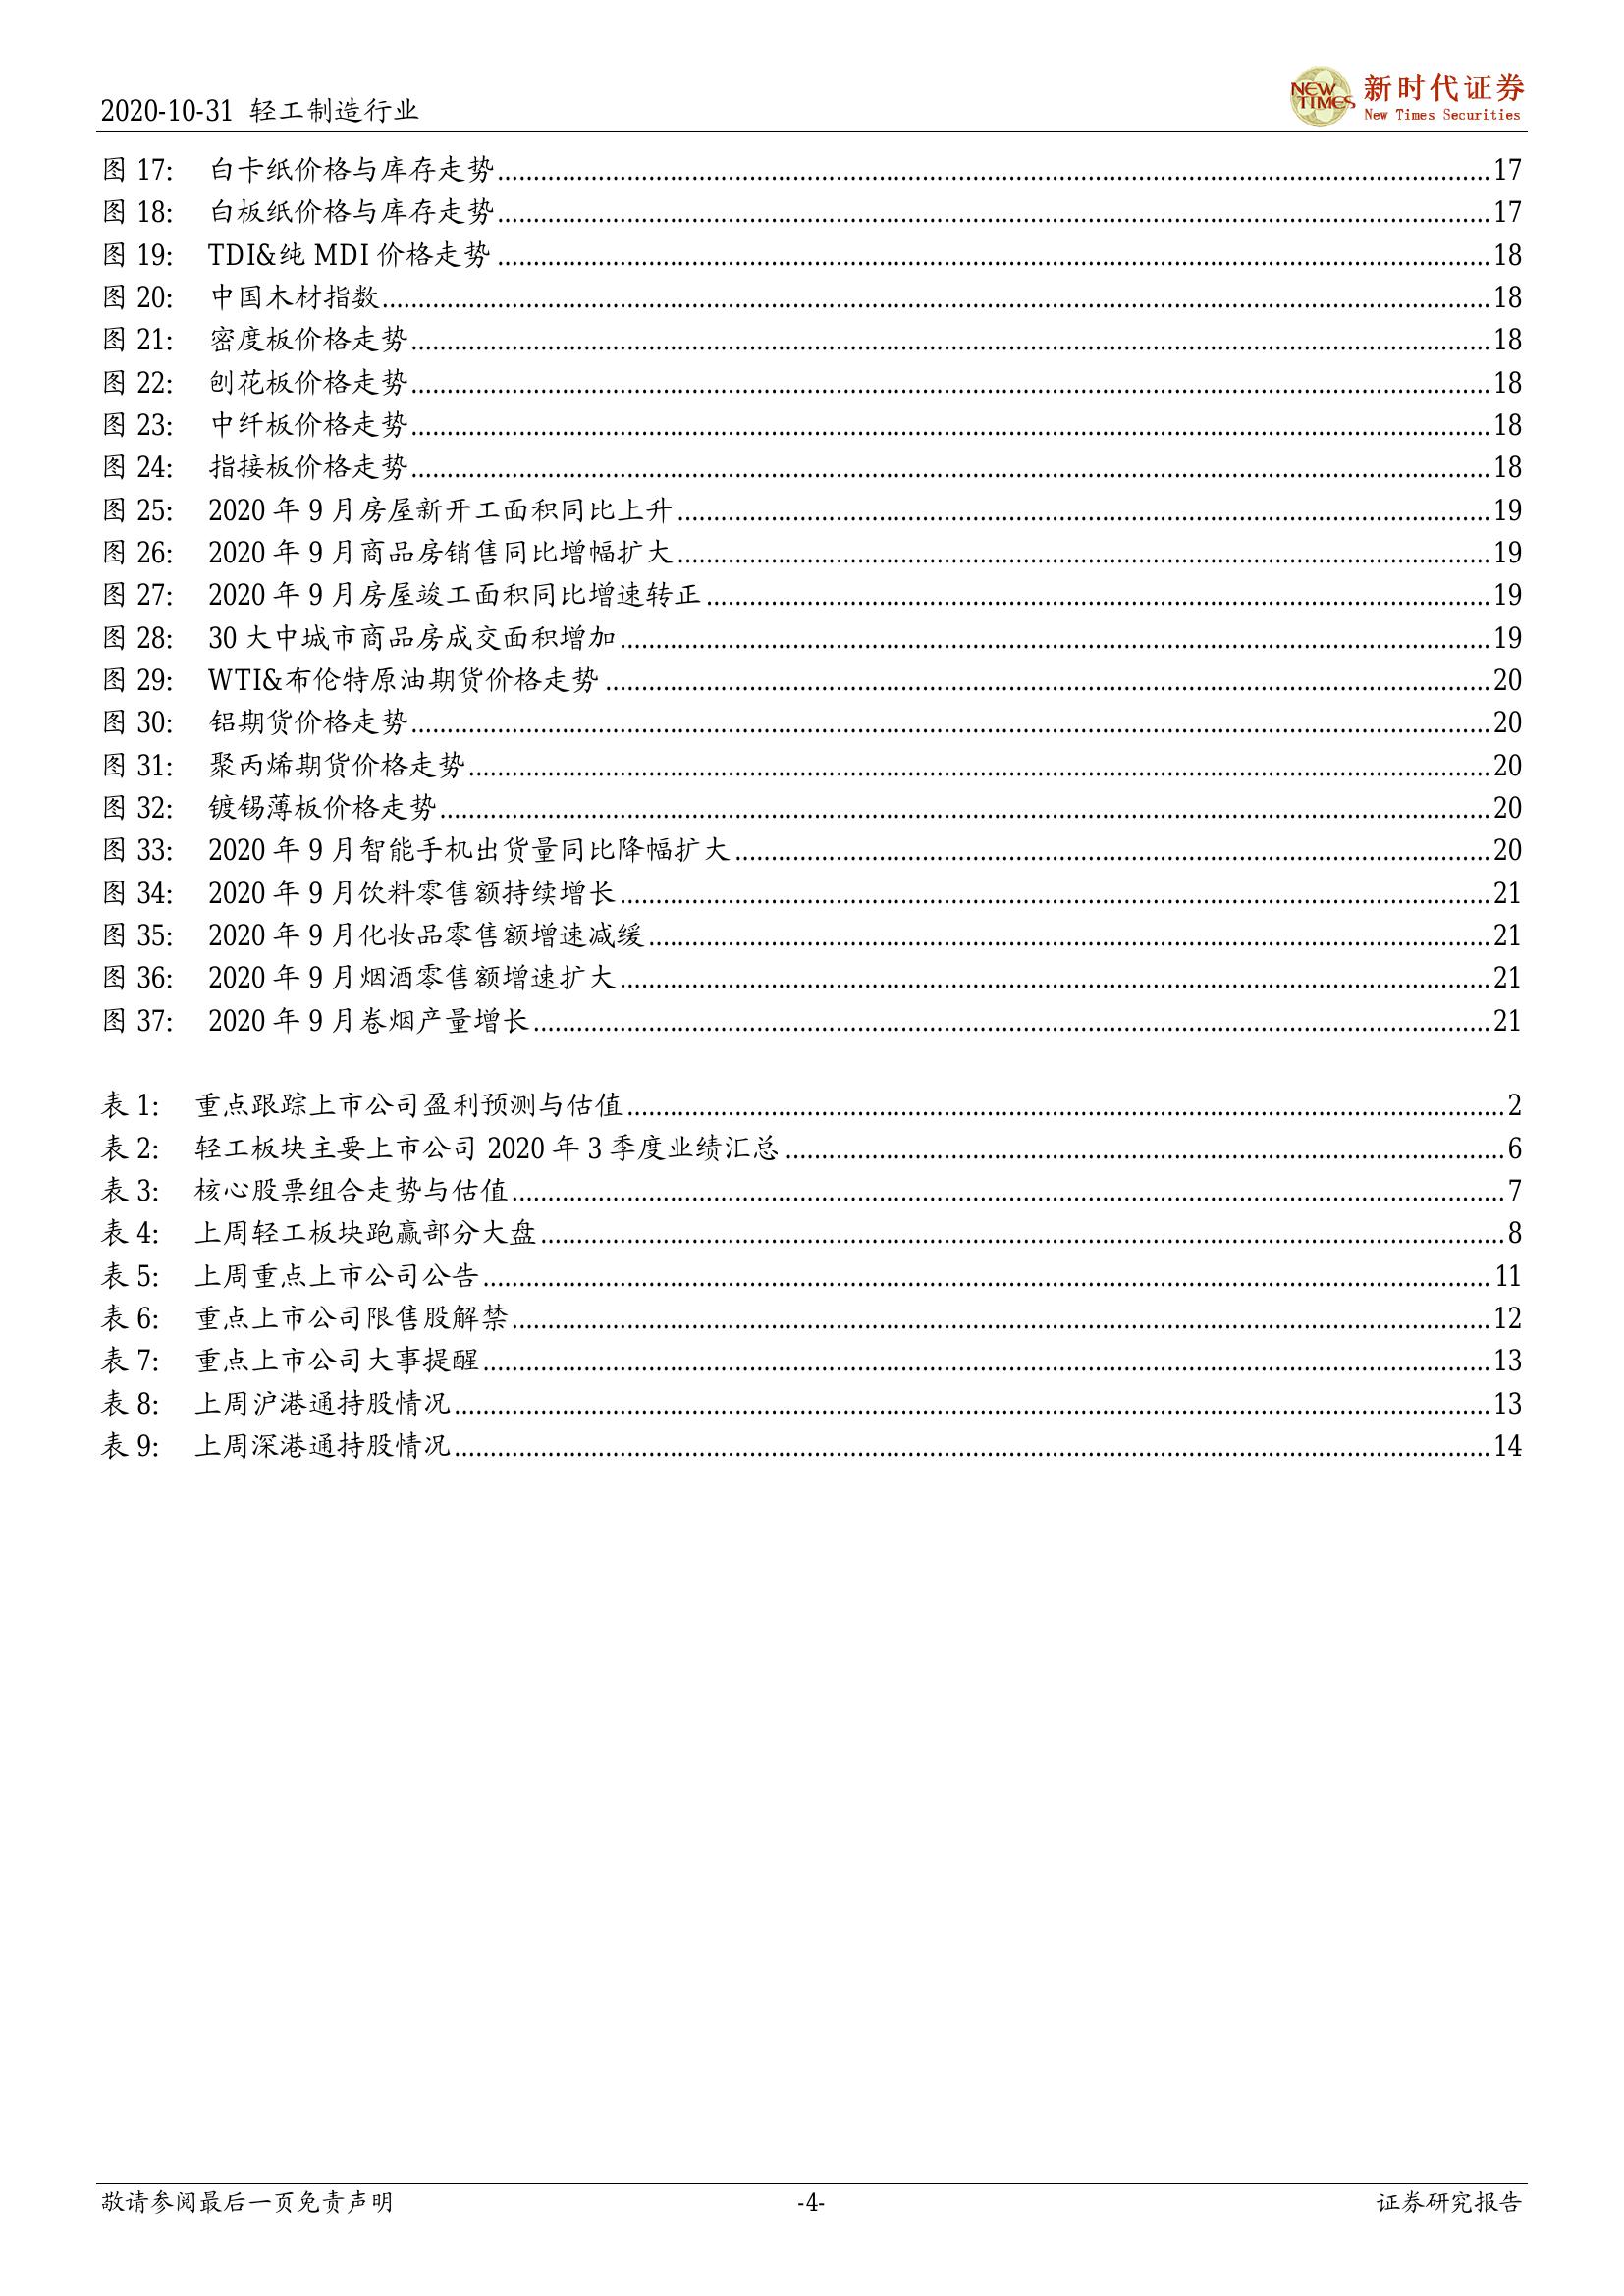 2020-10-31 轻工制造行业
NEW TIMES
新时代证券
New Times Securities
图 17: 白卡纸价格与库存走势 17
图 18: 白板纸价格与库存走势 17
图 19: TDI&纯 MDI 价格走势 18
图 20: 中国木材指数 18
图 21: 密度板价格走势 18
图 22: 刨花板价格走势 18
图 23: 中纤板价格走势 18
图 24: 指接板价格走势 18
图 25: 2020 年 9 月房屋新开工面积同比上升 19
图 26: 2020 年 9 月商品房销售同比增幅扩大 19
图 27: 2020 年 9 月房屋竣工面积同比增速转正 19
图 28: 30 大中城市商品房成交面积增加 19
图 29: WTI&布伦特原油期货价格走势 20
图 30: 铝期货价格走势 20
图 31: 聚丙烯期货价格走势 20
图 32: 镀锡薄板价格走势 20
图 33: 2020 年 9 月智能手机出货量同比降幅扩大 20
图 34: 2020 年 9 月饮料零售额持续增长 21
图 35: 2020 年 9 月化妆品零售额增速减缓 21
图 36: 2020 年 9 月烟酒零售额增速扩大 21
图 37: 2020 年 9 月卷烟产量增长 21
表 1: 重点跟踪上市公司盈利预测与估值 2
表 2: 轻工板块主要上市公司 2020 年 3 季度业绩汇总 6
表 3: 核心股票组合走势与估值 7
表 4: 上周轻工板块跑赢部分大盘 8
表 5: 上周重点上市公司公告 11
表 6: 重点上市公司限售股解禁 12
表 7: 重点上市公司大事提醒 13
表 8: 上周沪港通持股情况 13
表 9: 上周深港通持股情况 14
敬请参阅最后一页免责声明 -4- 证券研究报告